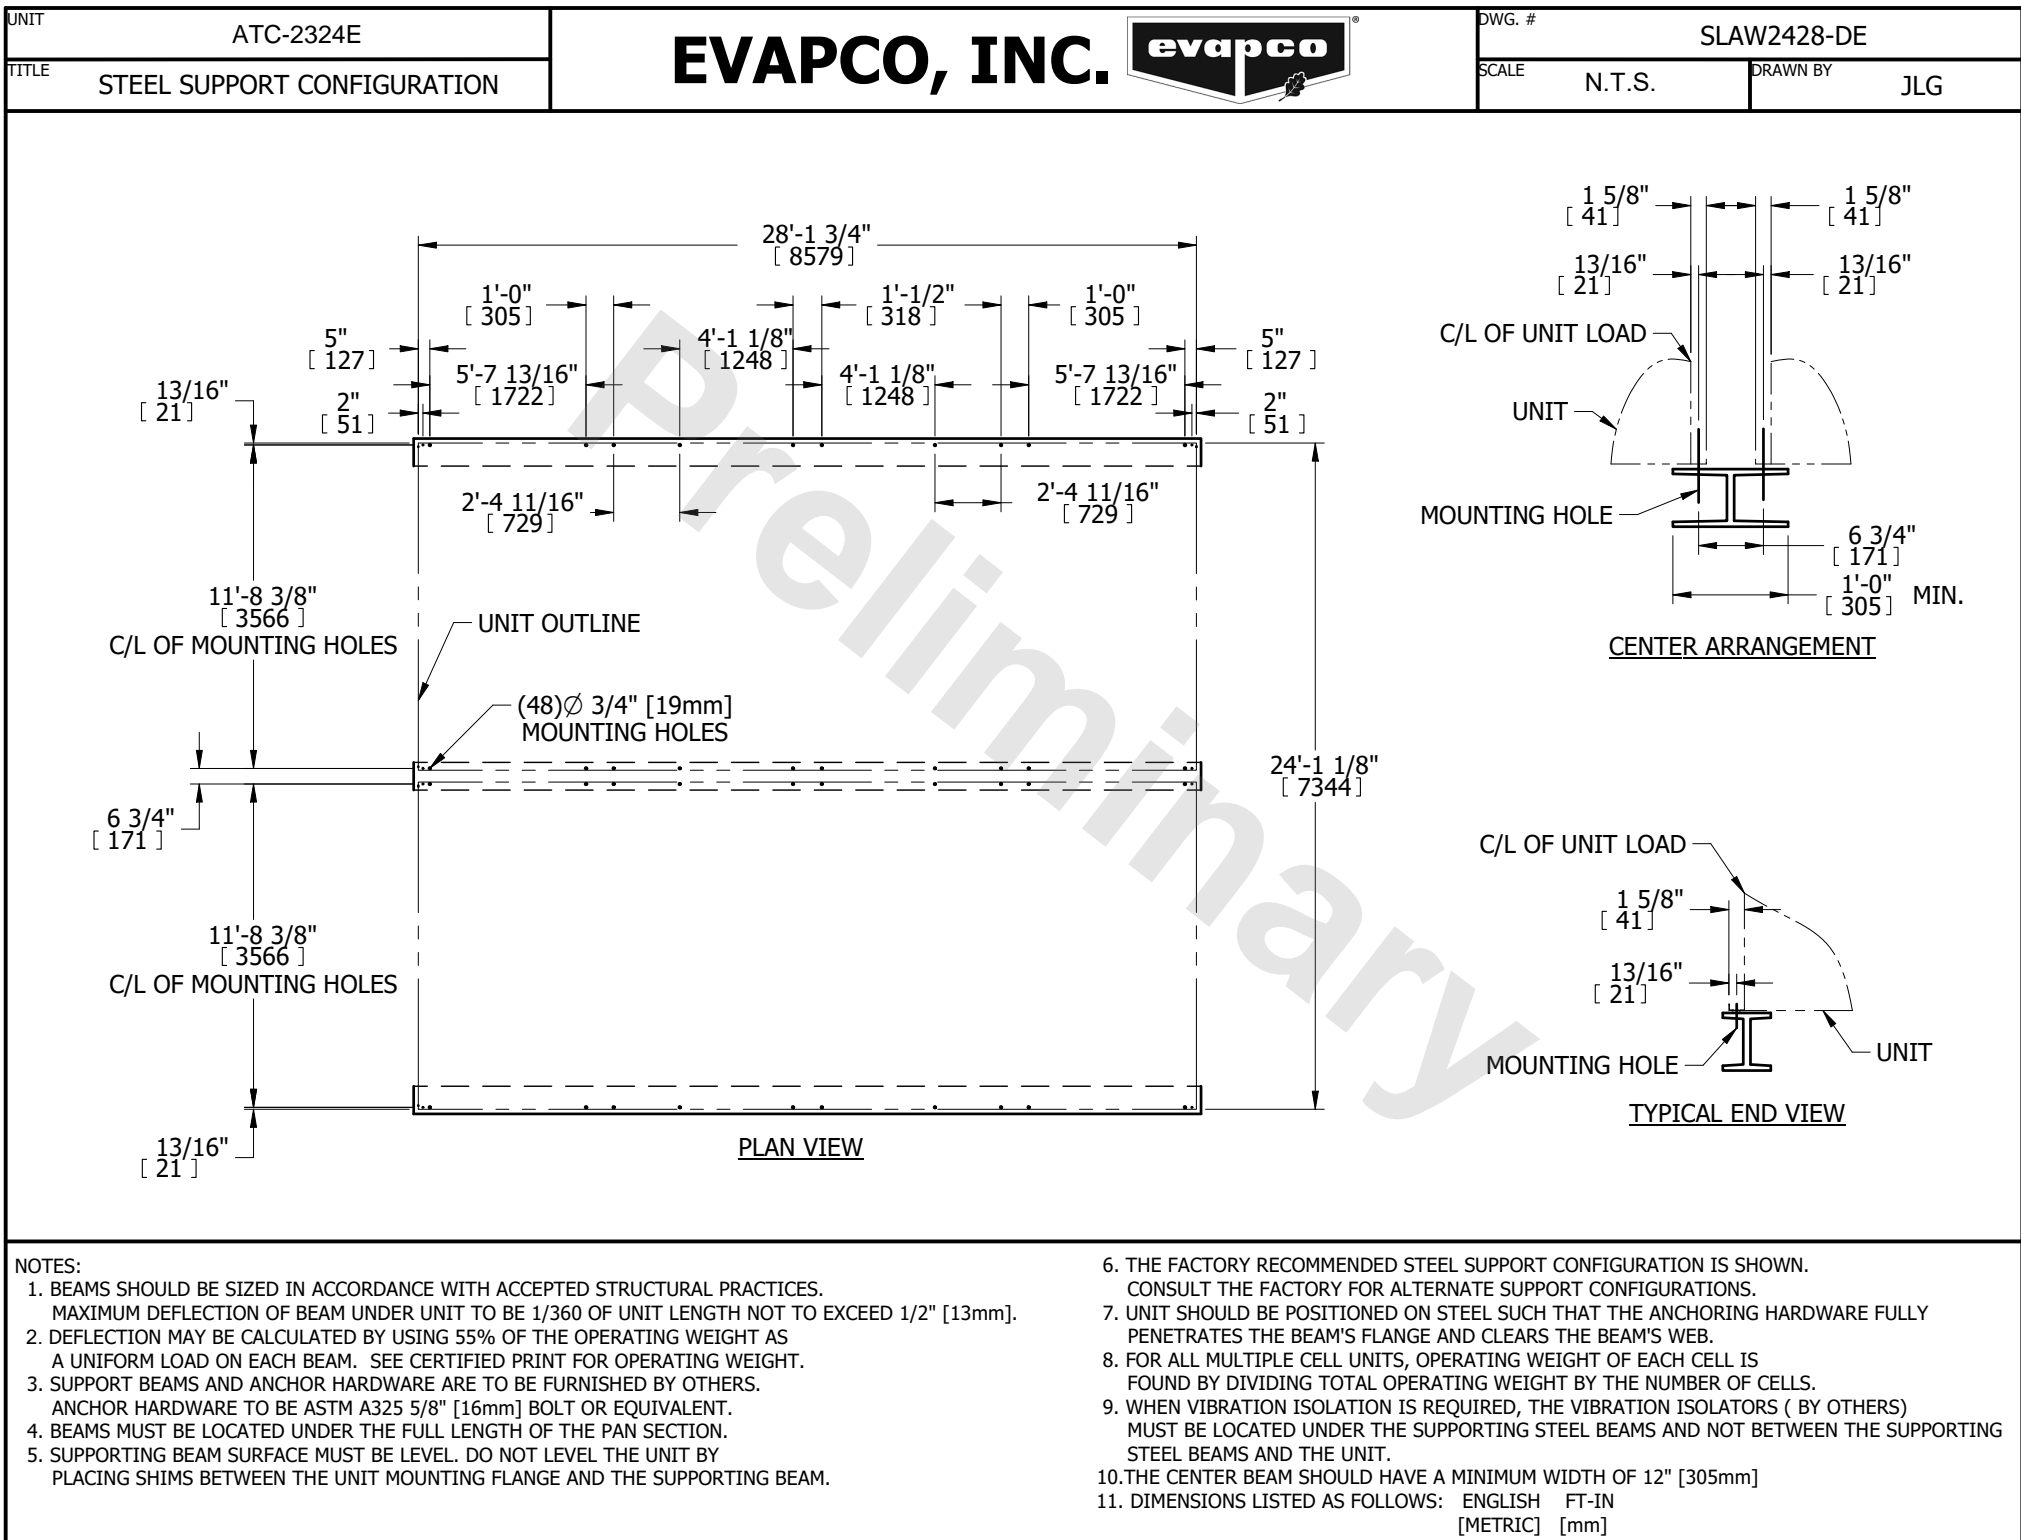 UNIT
ATC-2324E
TITLE
STEEL SUPPORT CONFIGURATION
EVAPCO, INC.
evapco
®
DWG. #
SLAW2428-DE
SCALE
N.T.S.
DRAWN BY
JLG
28'-1 3/4"
[ 8579 ]
1'-0"
[ 305 ]
1'-1/2"
[ 318 ]
1'-0"
[ 305 ]
5"
[ 127 ]
4'-1 1/8"
[ 1248 ]
5"
[ 127 ]
5'-7 13/16"
[ 1722 ]
4'-1 1/8"
[ 1248 ]
5'-7 13/16"
[ 1722 ]
13/16"
[ 21 ]
2"
[ 51 ]
2"
[ 51 ]
2'-4 11/16"
[ 729 ]
2'-4 11/16"
[ 729 ]
11'-8 3/8"
[ 3566 ]
C/L OF MOUNTING HOLES
UNIT OUTLINE
(48)Ø 3/4" [19mm]
MOUNTING HOLES
24'-1 1/8"
[ 7344 ]
6 3/4"
[ 171 ]
11'-8 3/8"
[ 3566 ]
C/L OF MOUNTING HOLES
13/16"
[ 21 ]
PLAN VIEW
Preliminary
1 5/8"
[ 41 ]
1 5/8"
[ 41 ]
13/16"
[ 21 ]
13/16"
[ 21 ]
C/L OF UNIT LOAD
UNIT
MOUNTING HOLE
6 3/4"
[ 171 ]
1'-0"
[ 305 ]
MIN.
CENTER ARRANGEMENT
C/L OF UNIT LOAD
1 5/8"
[ 41 ]
13/16"
[ 21 ]
MOUNTING HOLE
UNIT
TYPICAL END VIEW
NOTES:
1. BEAMS SHOULD BE SIZED IN ACCORDANCE WITH ACCEPTED STRUCTURAL PRACTICES.
MAXIMUM DEFLECTION OF BEAM UNDER UNIT TO BE 1/360 OF UNIT LENGTH NOT TO EXCEED 1/2" [13mm].
2. DEFLECTION MAY BE CALCULATED BY USING 55% OF THE OPERATING WEIGHT AS
A UNIFORM LOAD ON EACH BEAM. SEE CERTIFIED PRINT FOR OPERATING WEIGHT.
3. SUPPORT BEAMS AND ANCHOR HARDWARE ARE TO BE FURNISHED BY OTHERS.
ANCHOR HARDWARE TO BE ASTM A325 5/8" [16mm] BOLT OR EQUIVALENT.
4. BEAMS MUST BE LOCATED UNDER THE FULL LENGTH OF THE PAN SECTION.
5. SUPPORTING BEAM SURFACE MUST BE LEVEL. DO NOT LEVEL THE UNIT BY
PLACING SHIMS BETWEEN THE UNIT MOUNTING FLANGE AND THE SUPPORTING BEAM.
6. THE FACTORY RECOMMENDED STEEL SUPPORT CONFIGURATION IS SHOWN.
CONSULT THE FACTORY FOR ALTERNATE SUPPORT CONFIGURATIONS.
7. UNIT SHOULD BE POSITIONED ON STEEL SUCH THAT THE ANCHORING HARDWARE FULLY
PENETRATES THE BEAM'S FLANGE AND CLEARS THE BEAM'S WEB.
8. FOR ALL MULTIPLE CELL UNITS, OPERATING WEIGHT OF EACH CELL IS
FOUND BY DIVIDING TOTAL OPERATING WEIGHT BY THE NUMBER OF CELLS.
9. WHEN VIBRATION ISOLATION IS REQUIRED, THE VIBRATION ISOLATORS ( BY OTHERS)
MUST BE LOCATED UNDER THE SUPPORTING STEEL BEAMS AND NOT BETWEEN THE SUPPORTING
STEEL BEAMS AND THE UNIT.
10.THE CENTER BEAM SHOULD HAVE A MINIMUM WIDTH OF 12" [305mm]
11. DIMENSIONS LISTED AS FOLLOWS: ENGLISH FT-IN
[METRIC] [mm]